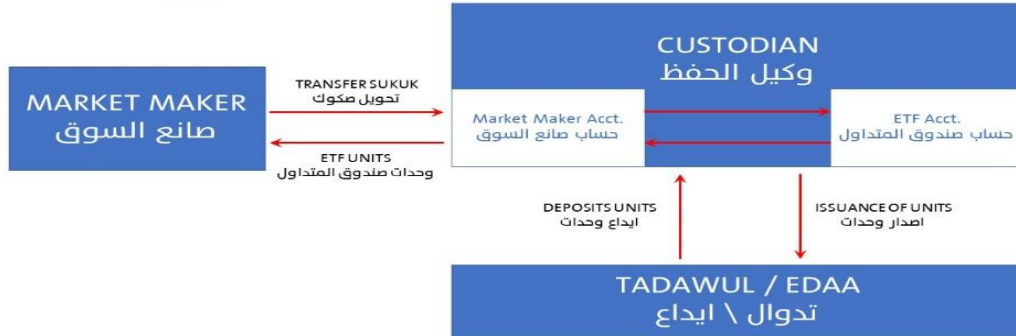 CUSTODIAN
وكيل الحفظ
MARKET MAKER
صانع السوق
TRANSFER SUKUK
تحويل صكوك
ETF UNITS
وحدات صندوق المتداول
Market Maker Acct.
حساب صانع السوق
ETF Acct.
حساب صندوق المتداول
DEPOSITS UNITS
ايداع وحدات
ISSUANCE OF UNITS
اصدار وحدات
TADAWUL / EDAA
تدوال \ ايداع